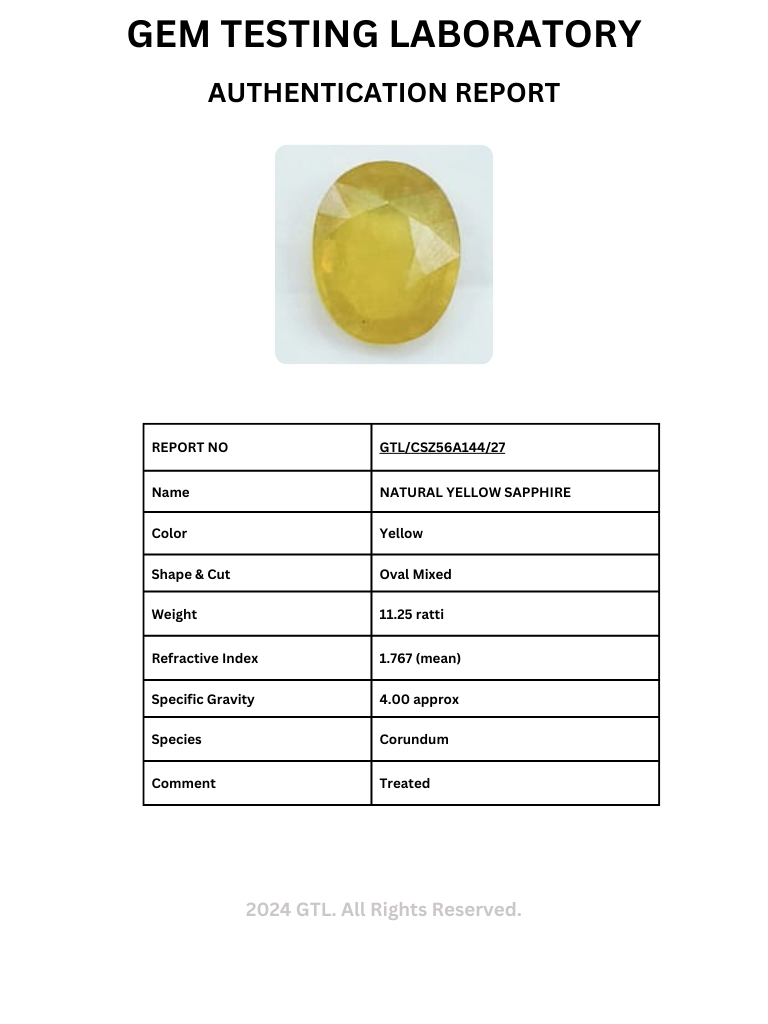 GEM TESTING LABORATORY
AUTHENTICATION REPORT
REPORT NO GTL/CSZ56A144/27
Name NATURAL YELLOW SAPPHIRE
Color Yellow
Shape & Cut Oval Mixed
Weight 11.25 ratti
Refractive Index 1.767 (mean)
Specific Gravity 4.00 approx
Species Corundum
Comment Treated
2024 GTL. All Rights Reserved.